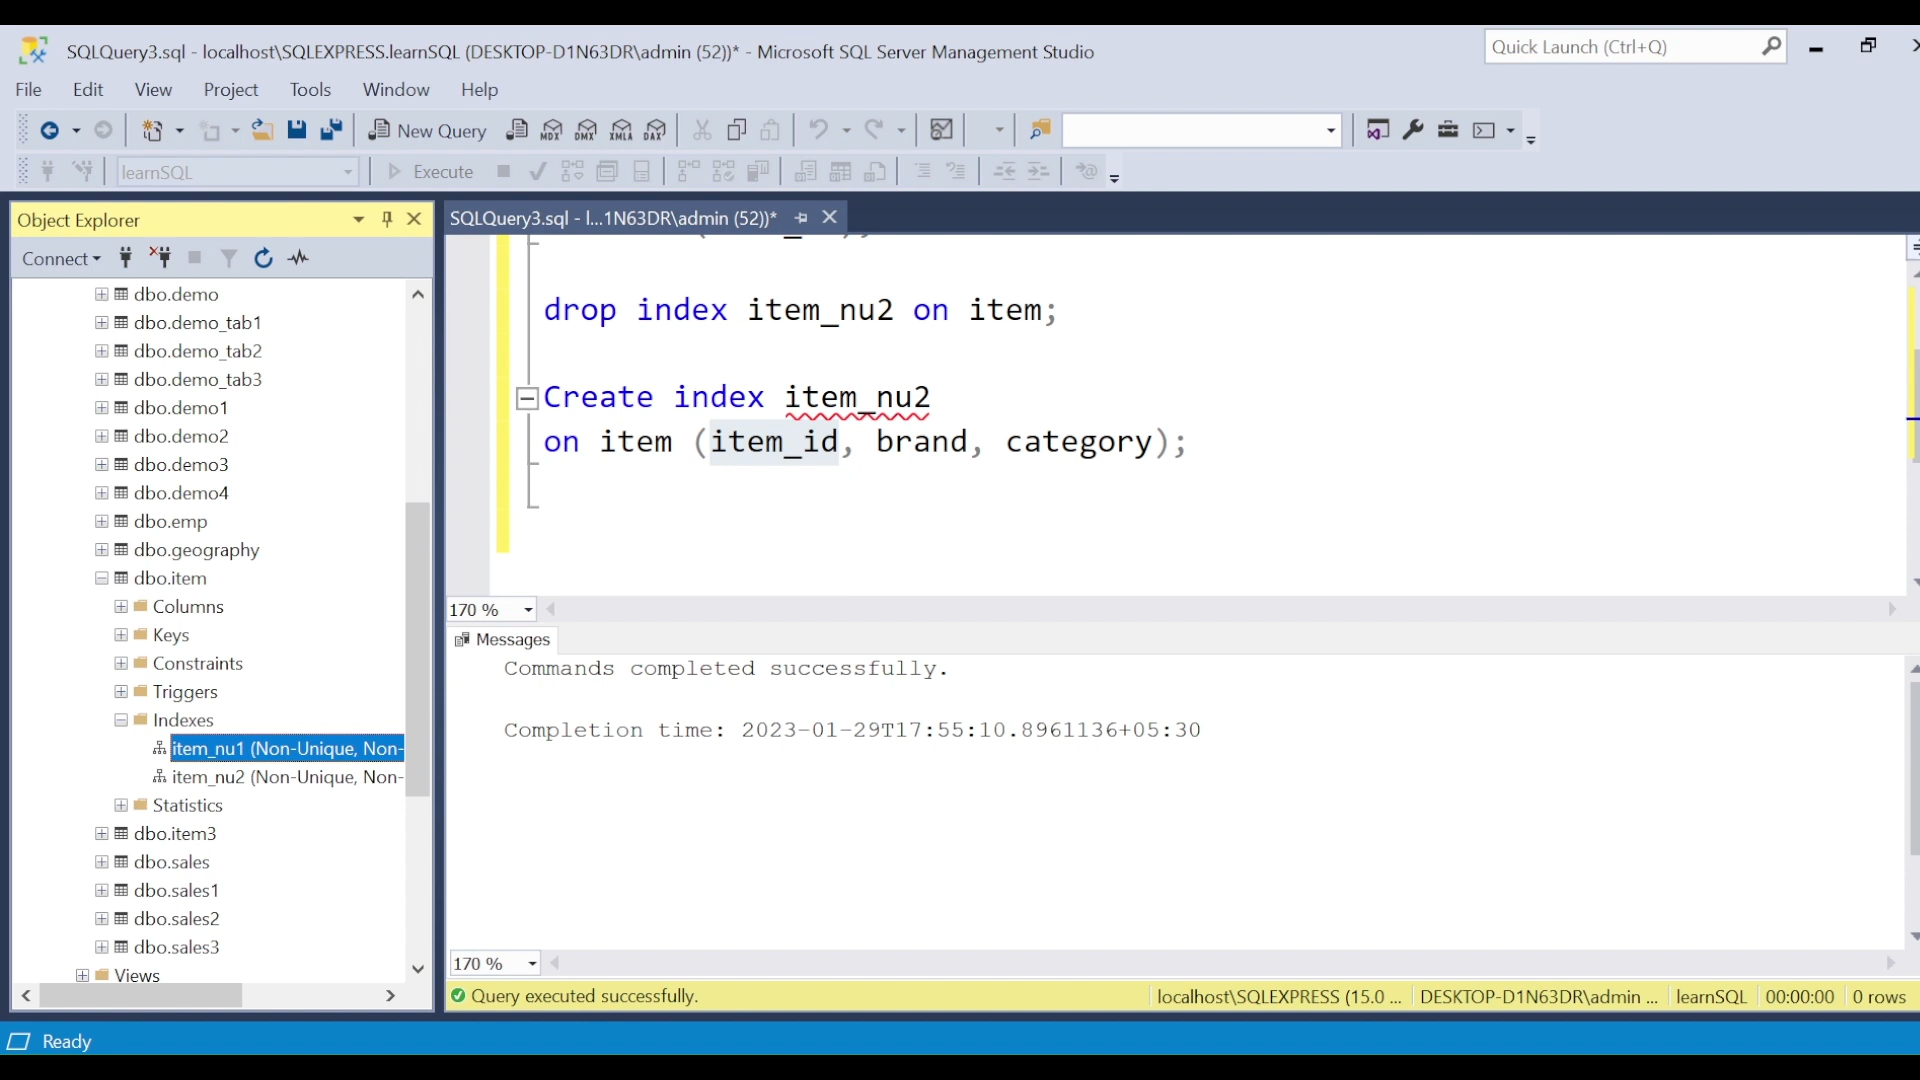 SQLQuery3.sql - localhost\SQLEXPRESS.learnSQL (DESKTOP-D1N63DR\admin (52))* - Microsoft SQL Server Management Studio
Quick Launch (Ctrl+Q)
File Edit View Project Tools Window Help
New Query MDX DMX XMLA DAX
learnSQL Execute
Object Explorer
SQLQuery3.sql - l...1N63DR\admin (52))*
Connect
dbo.demo
dbo.demo_tab1
dbo.demo_tab2
dbo.demo_tab3
dbo.demo1
dbo.demo2
dbo.demo3
dbo.demo4
dbo.emp
dbo.geography
dbo.item
Columns
Keys
Constraints
Triggers
Indexes
item_nu1 (Non-Unique, Non-
item_nu2 (Non-Unique, Non-
Statistics
dbo.item3
dbo.sales
dbo.sales1
dbo.sales2
dbo.sales3
Views
drop index item_nu2 on item;
Create index item_nu2
on item (item_id, brand, category);
170 %
Messages
Commands completed successfully.
Completion time: 2023-01-29T17:55:10.8961136+05:30
170 %
Query executed successfully.
localhost\SQLEXPRESS (15.0 ... DESKTOP-D1N63DR\admin ... learnSQL 00:00:00 0 rows
Ready